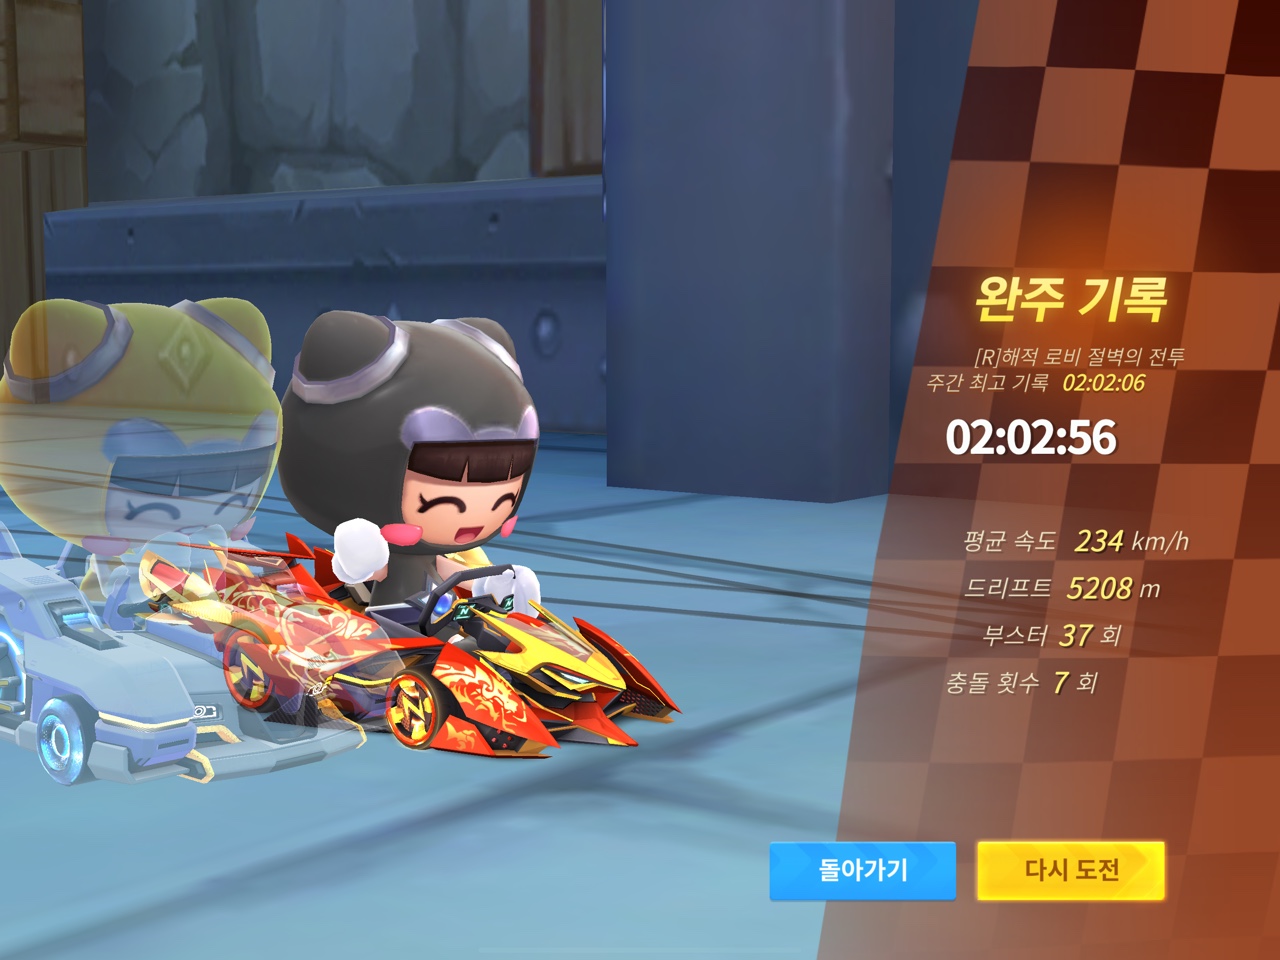 완주 기록
[R]해적 로비 절벽의 전투
주간 최고 기록 02:02:06
02:02:56
평균 속도 234 km/h
드리프트 5208 m
부스터 37 회
충돌 횟수 7 회
돌아가기
다시 도전